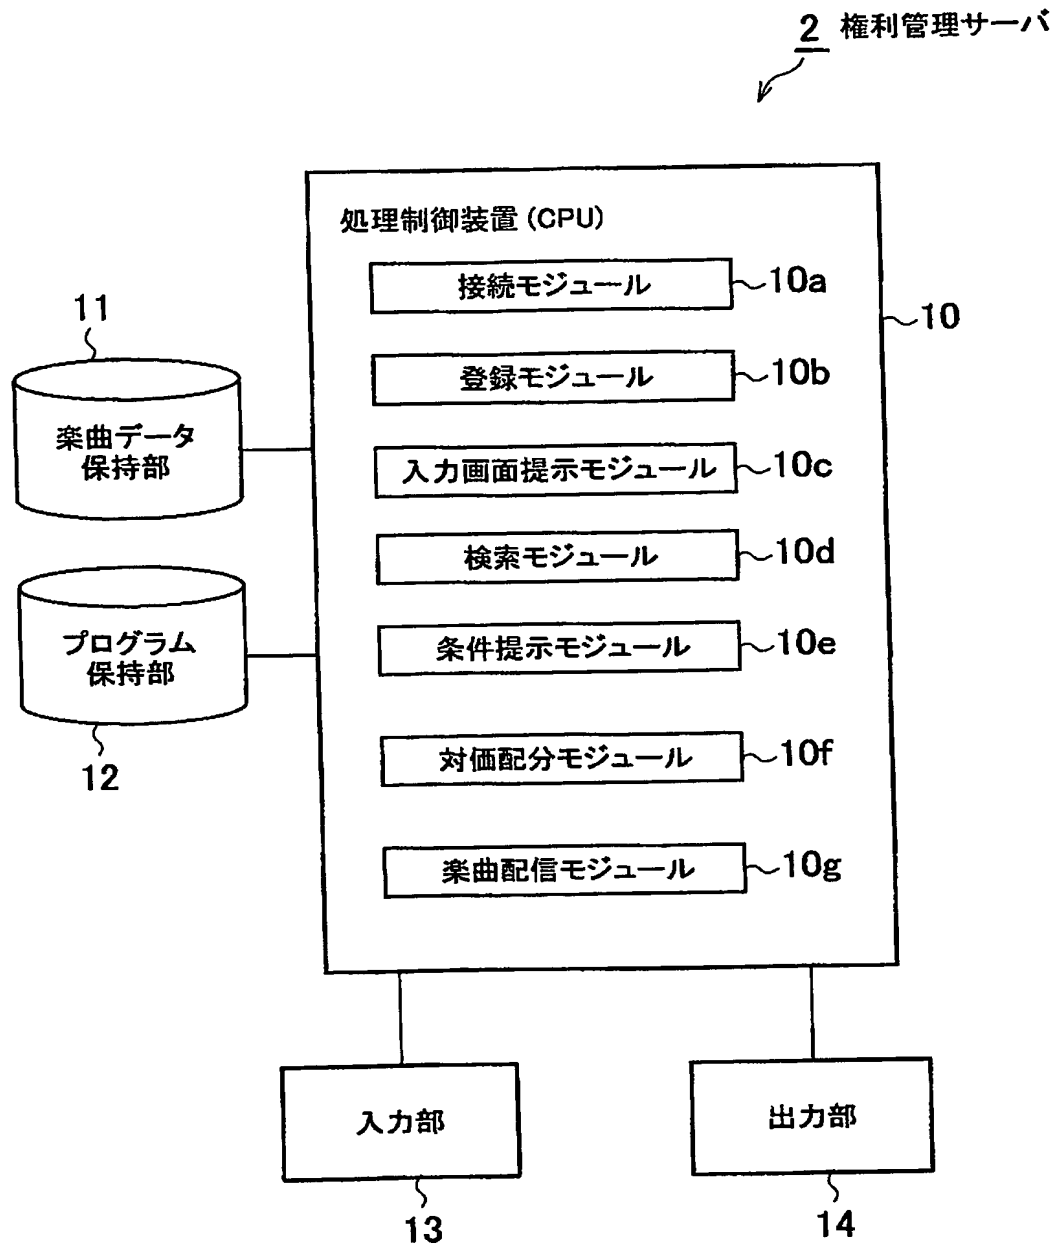 2 権利管理サーバ
処理制御装置(CPU)
接続モジュール 10a
10
11
登録モジュール 10b
楽曲データ
保持部
入力画面提示モジュール 10c
検索モジュール 10d
プログラム
保持部
条件提示モジュール 10e
12
対価配分モジュール 10f
楽曲配信モジュール 10g
入力部
出力部
13
14